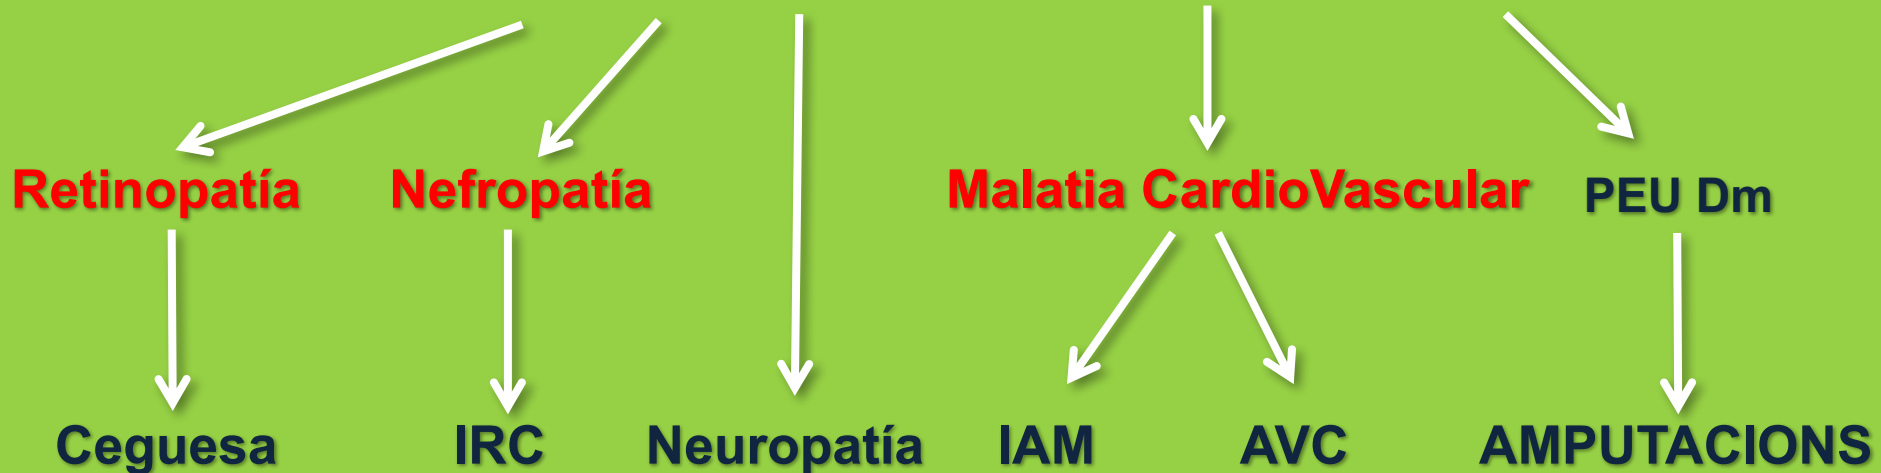 Retinopatía Nefropatía Malatia CardioVascular PEU Dm
Ceguesa IRC Neuropatía IAM AVC AMPUTACIONS